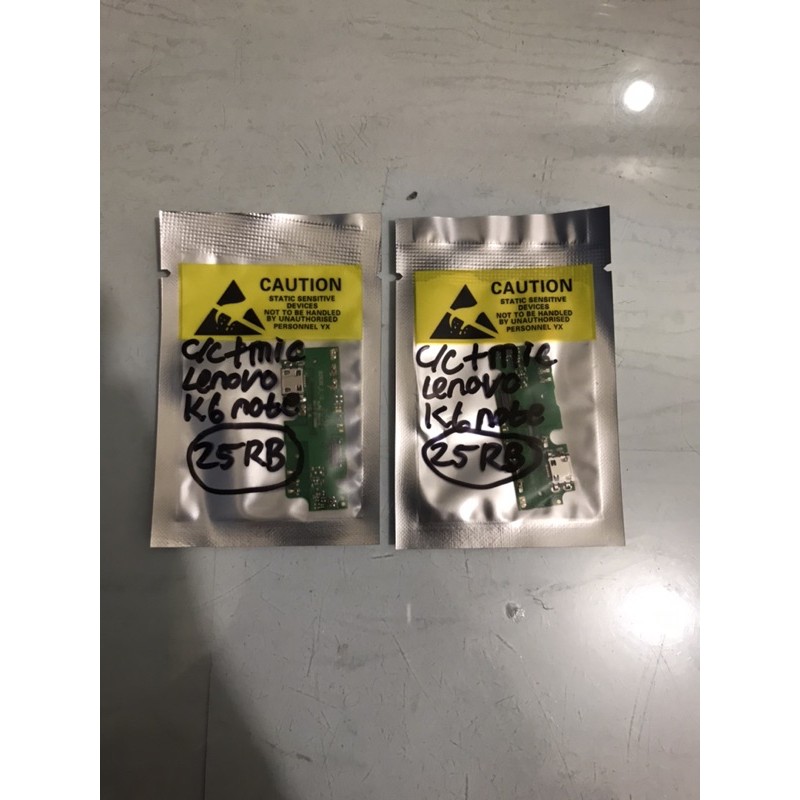 CAUTION
STATIC SENSITIVE
DEVICES
NOT TO BE HANDLED
BY UNAUTHORISED
PERSONNEL YX
C/C+mic
Lenovo
K6 note
25RB
CAUTION
STATIC SENSITIVE
DEVICES
NOT TO BE HANDLED
BY UNAUTHORISED
PERSONNEL YX
C/C+mic
Lenovo
K6 note
25RB